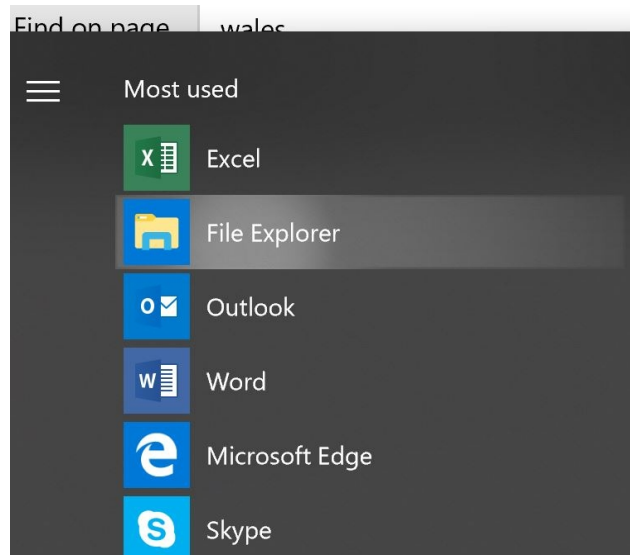 Find on page wales
Most used
Excel
File Explorer
Outlook
Word
Microsoft Edge
Skype